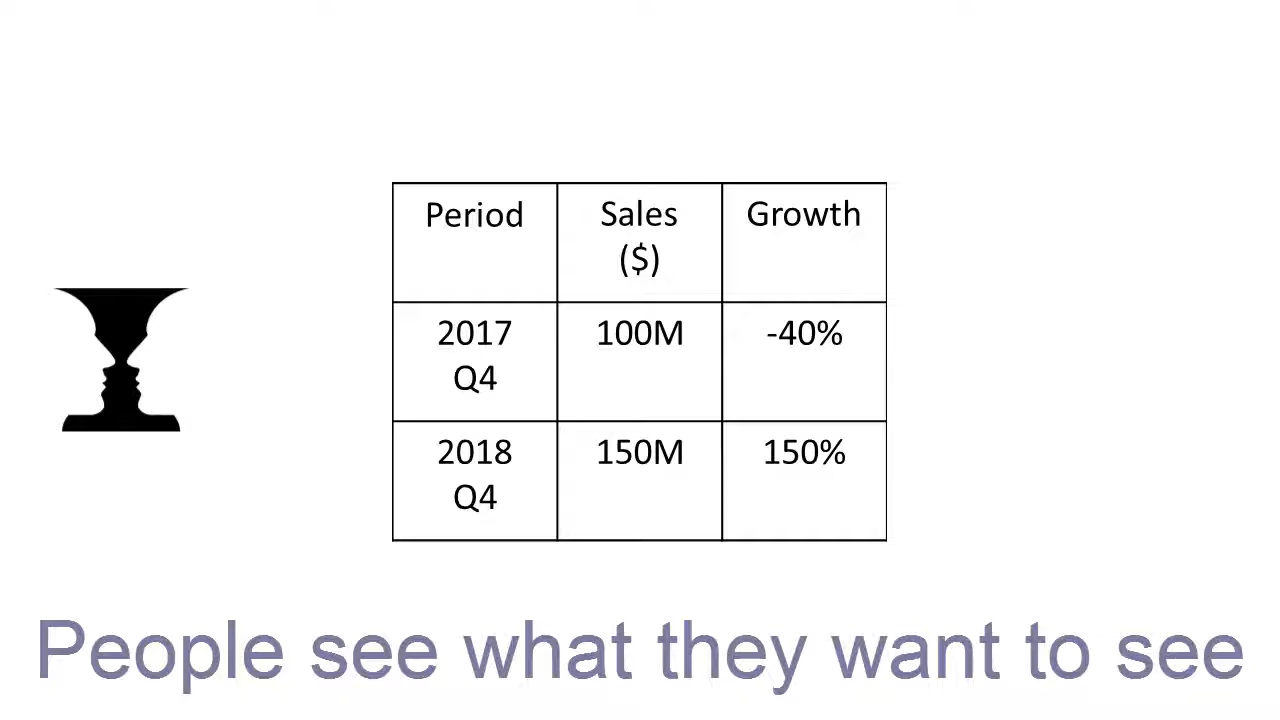 Period Sales Growth
($)
2017 100M -40%
Q4
2018 150M 150%
Q4
People see what they want to see